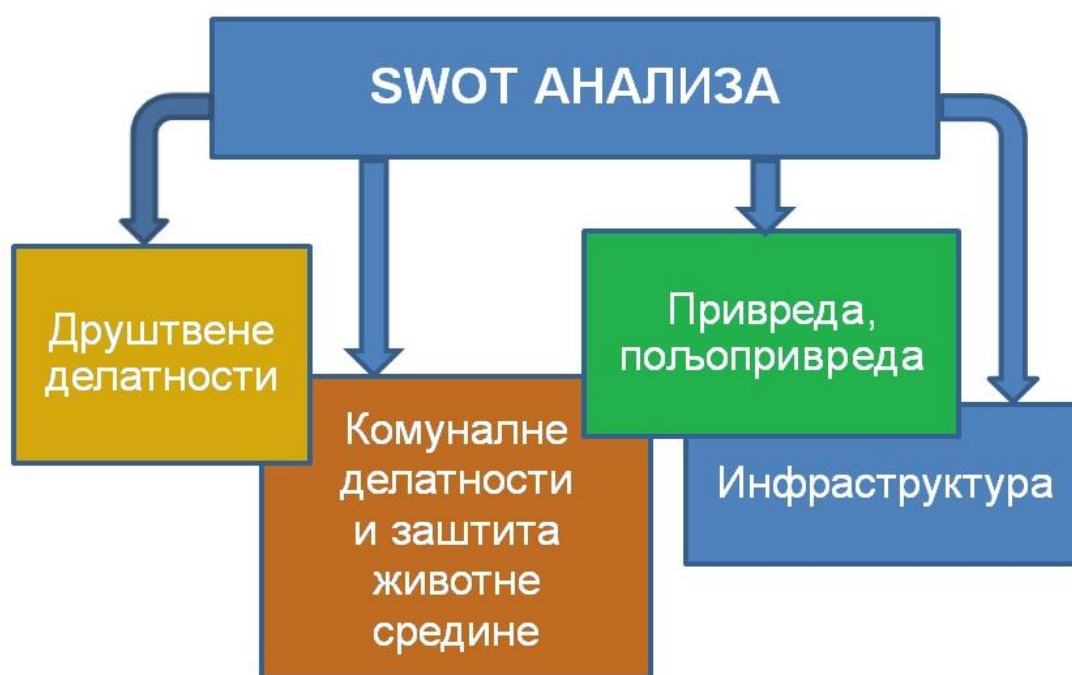 SWOT АНАЛИЗА
Друштвене
делатности
Комуналне
делатности
и заштита
животне
средине
Привреда,
пољопривреда
Инфраструктура